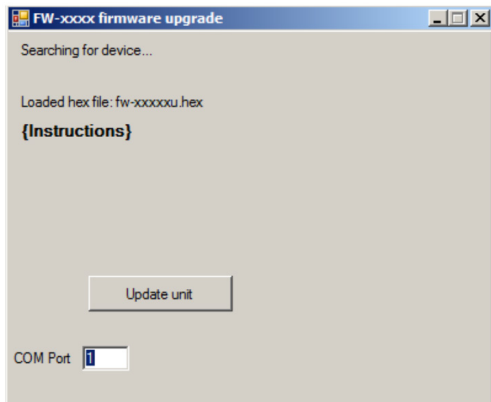 FW-xxxx firmware upgrade
Searching for device...
Loaded hex file: fw-xxxxxu.hex
{Instructions}
Update unit
COM Port 1